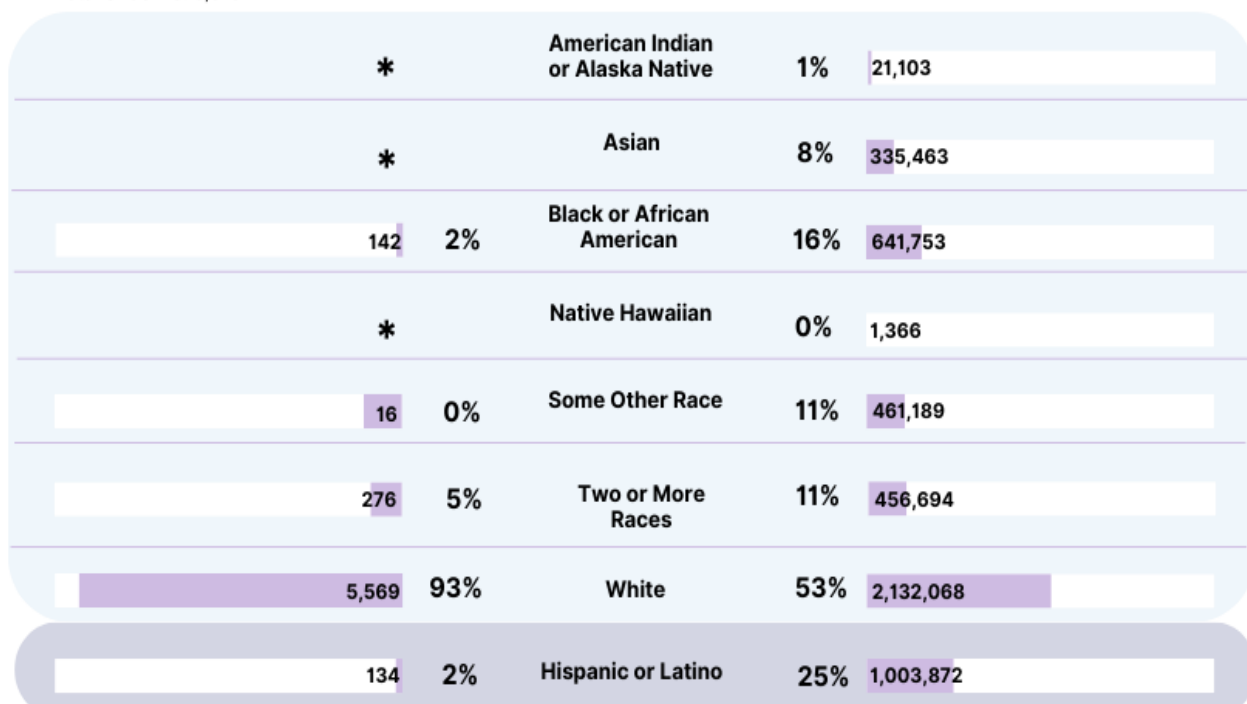 * American Indian or Alaska Native 1% 21,103
* Asian 8% 335,463
142 2% Black or African American 16% 641,753
* Native Hawaiian 0% 1,366
16 0% Some Other Race 11% 461,189
276 5% Two or More Races 11% 456,694
5,569 93% White 53% 2,132,068
134 2% Hispanic or Latino 25% 1,003,872